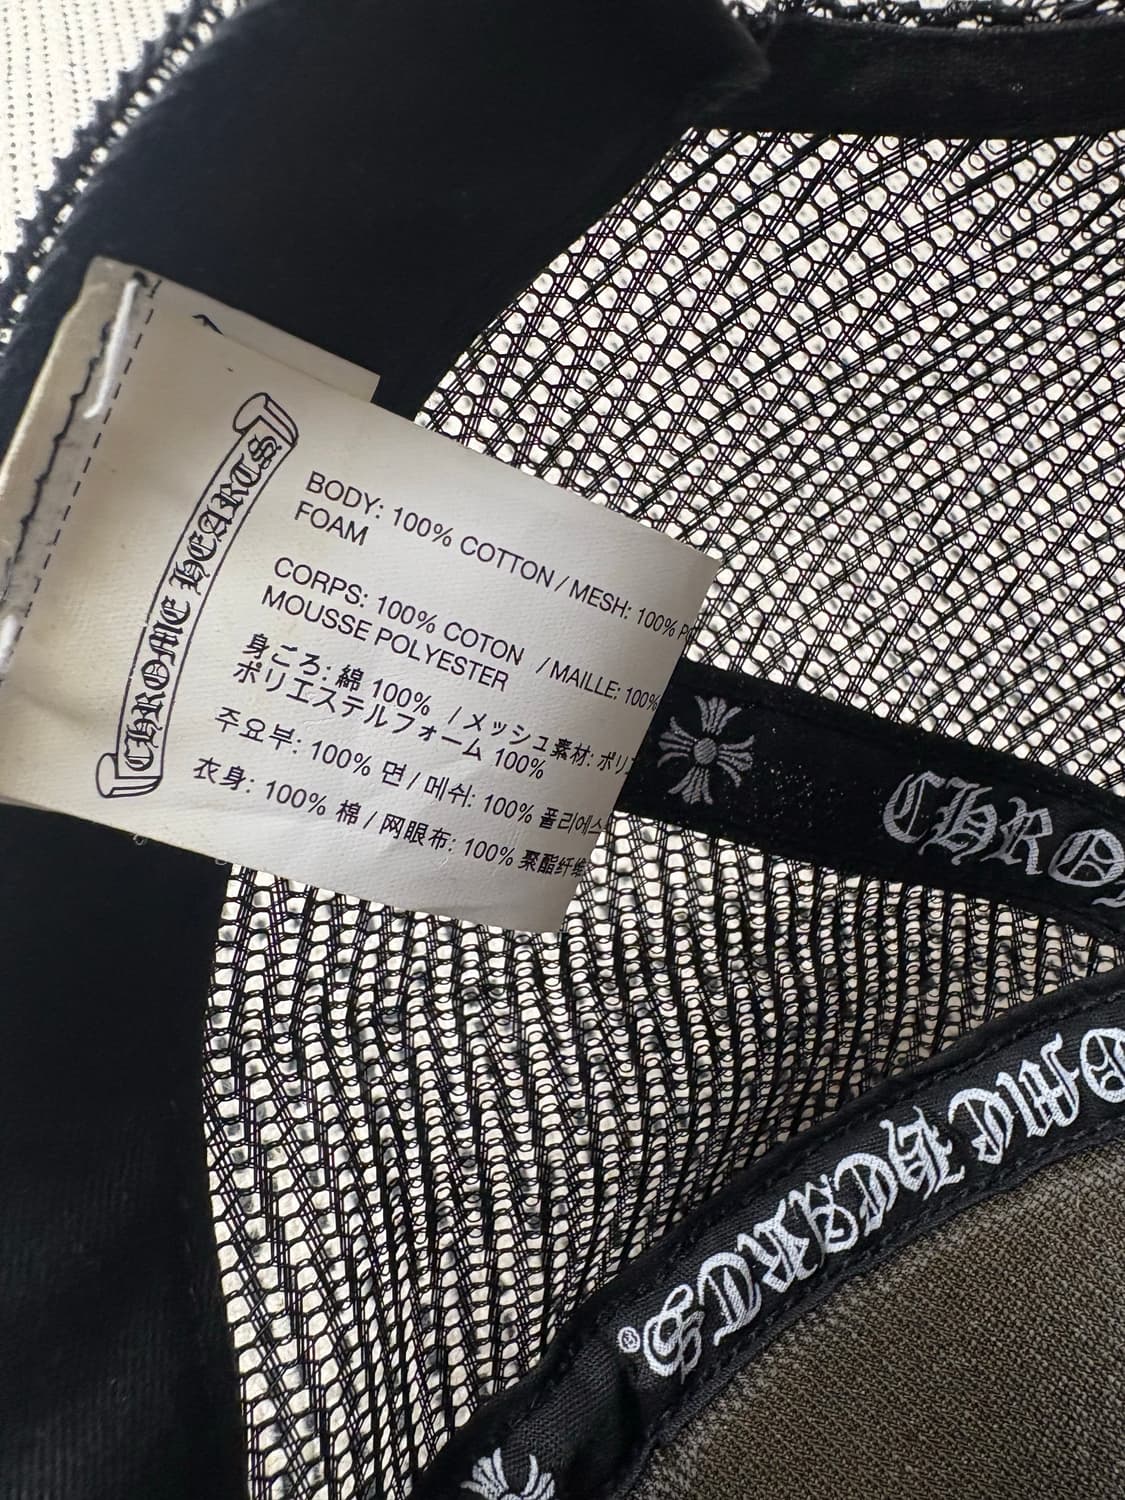 CHROME HEARTS
BODY: 100% COTTON / MESH: 100%
FOAM
CORPS: 100% COTON / MAILLE: 100%
MOUSSE POLYESTER
身ごろ: 綿 100% / メッシュ素材: ポリ
ポリエステルフォーム 100%
주요부: 100% 면 / 메쉬: 100% 폴리에스
衣身: 100% 棉 / 网眼布: 100% 聚酯纤维
CHRO
OME HEARTS®